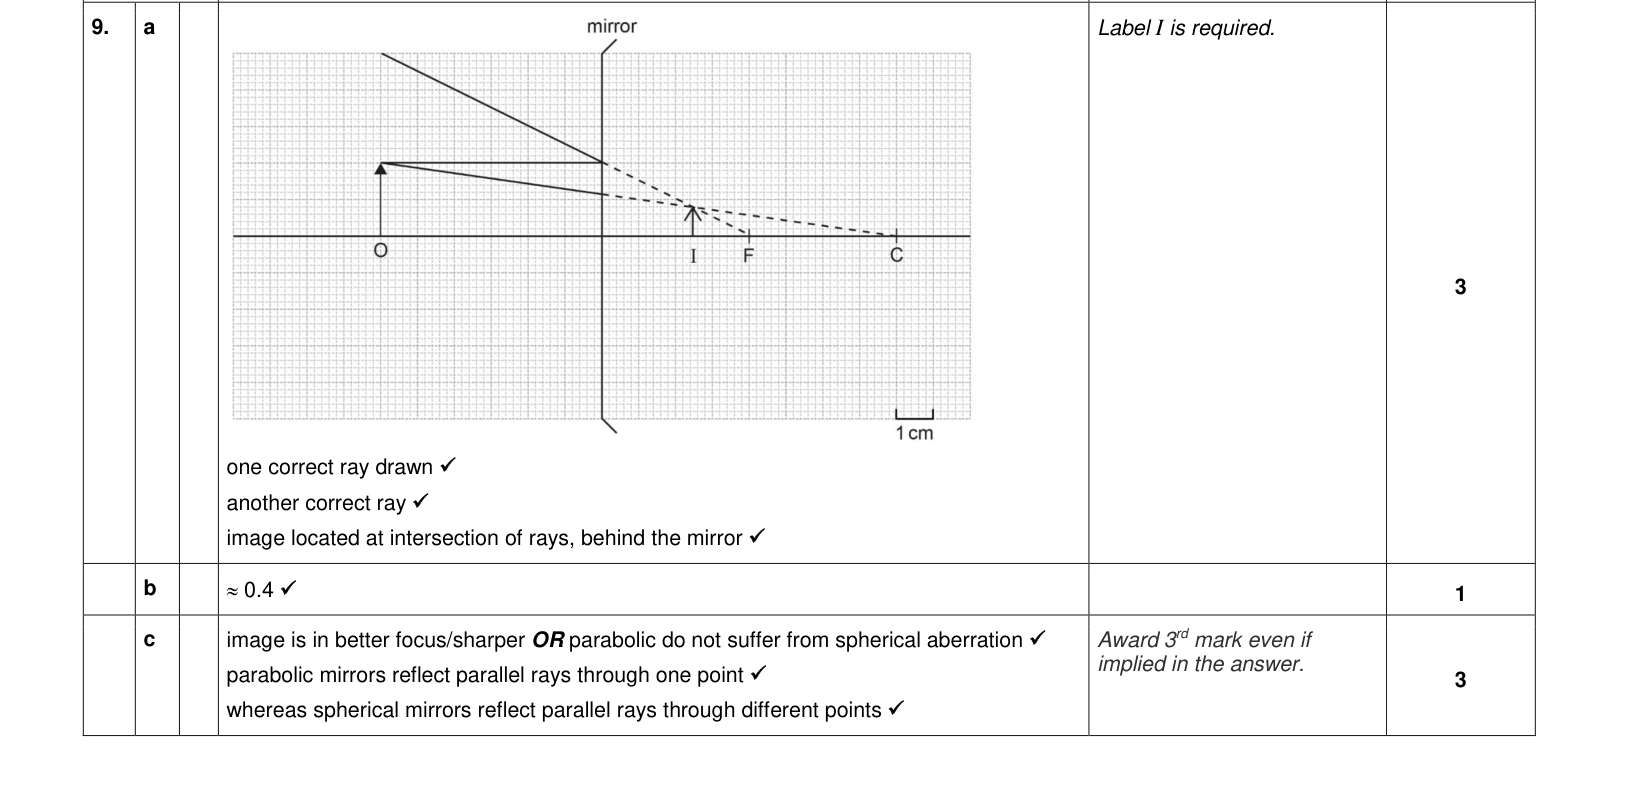 9. a Label I is required.
mirror
O I F C
1 cm
3
one correct ray drawn ✓
another correct ray ✓
image located at intersection of rays, behind the mirror ✓
b ≈ 0.4 ✓ 1
c image is in better focus/sharper OR parabolic do not suffer from spherical aberration ✓ Award 3rd mark even if
implied in the answer.
parabolic mirrors reflect parallel rays through one point ✓ 3
whereas spherical mirrors reflect parallel rays through different points ✓